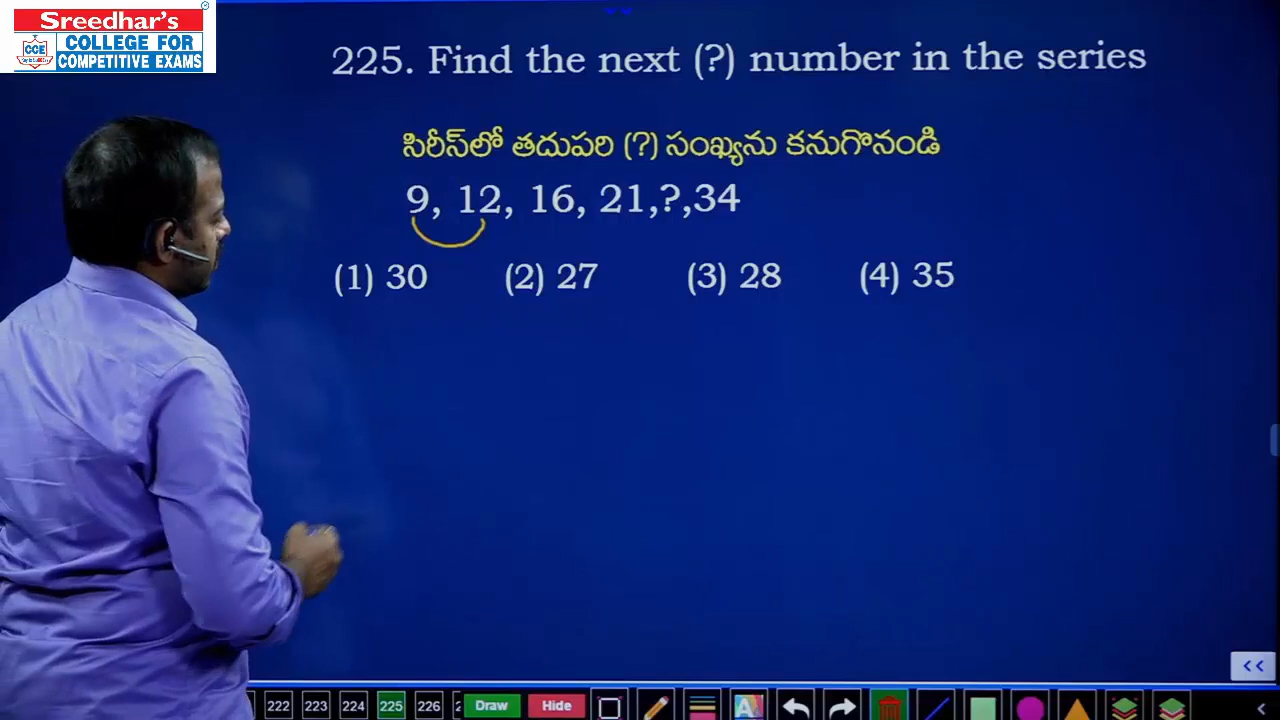 Sreedhar's
CCE
COLLEGE FOR
COMPETITIVE EXAMS
225. Find the next (?) number in the series
సిరీస్‌లో తదుపరి (?) సంఖ్యను కనుగొనండి
9, 12, 16, 21,?,34
(1) 30 (2) 27 (3) 28 (4) 35
<<
222 223 224 225 226 Draw Hide